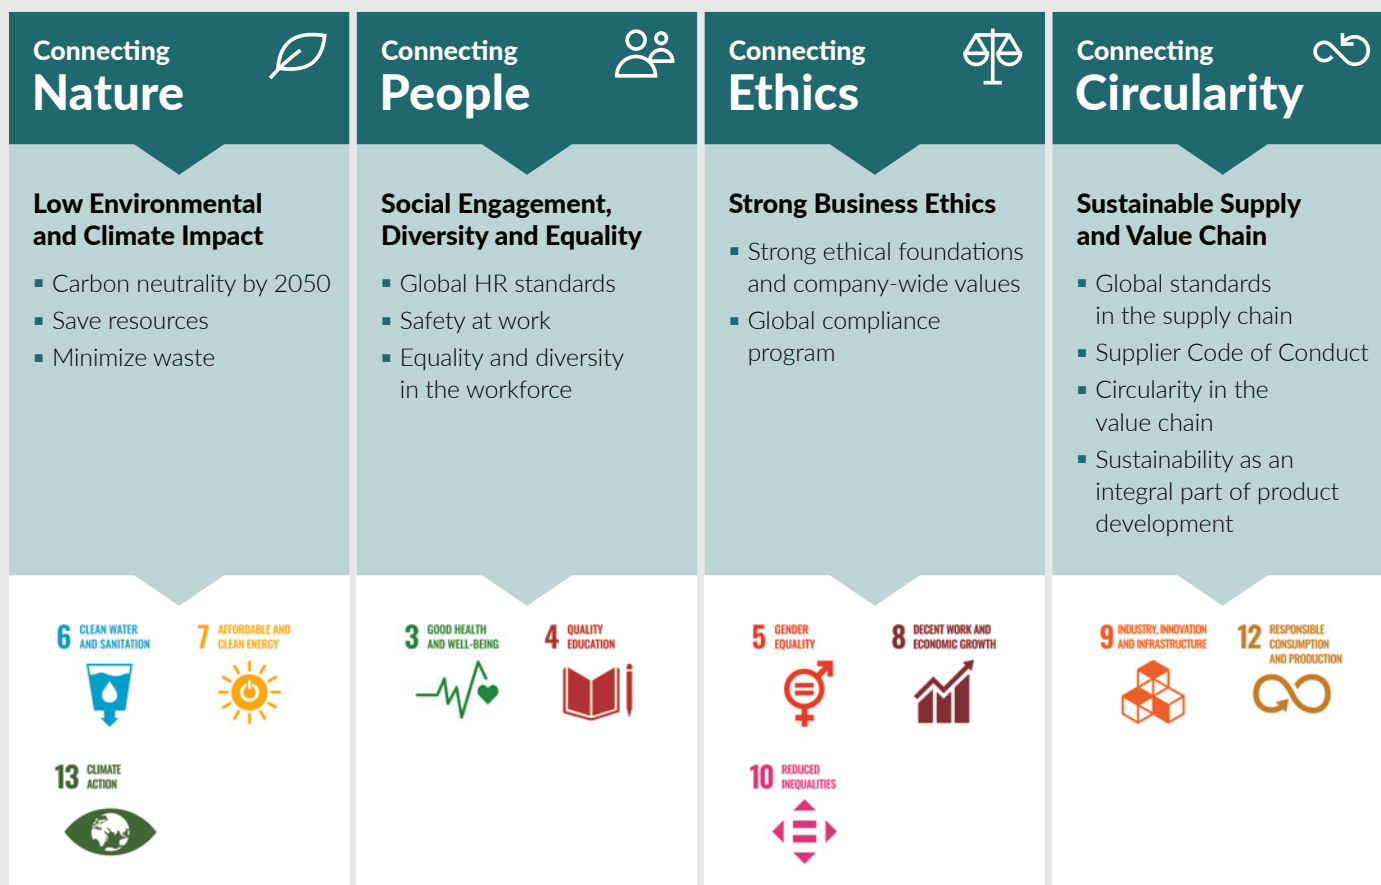 Connecting
Nature
Low Environmental
and Climate Impact
▪ Carbon neutrality by 2050
▪ Save resources
▪ Minimize waste
6 CLEAN WATER
AND SANITATION
7 AFFORDABLE AND
CLEAN ENERGY
13 CLIMATE
ACTION
Connecting
People
Social Engagement,
Diversity and Equality
▪ Global HR standards
▪ Safety at work
▪ Equality and diversity
in the workforce
3 GOOD HEALTH
AND WELL-BEING
4 QUALITY
EDUCATION
Connecting
Ethics
Strong Business Ethics
▪ Strong ethical foundations
and company-wide values
▪ Global compliance
program
5 GENDER
EQUALITY
8 DECENT WORK AND
ECONOMIC GROWTH
10 REDUCED
INEQUALITIES
Connecting
Circularity
Sustainable Supply
and Value Chain
▪ Global standards
in the supply chain
▪ Supplier Code of Conduct
▪ Circularity in the
value chain
▪ Sustainability as an
integral part of product
development
9 INDUSTRY, INNOVATION
AND INFRASTRUCTURE
12 RESPONSIBLE
CONSUMPTION
AND PRODUCTION